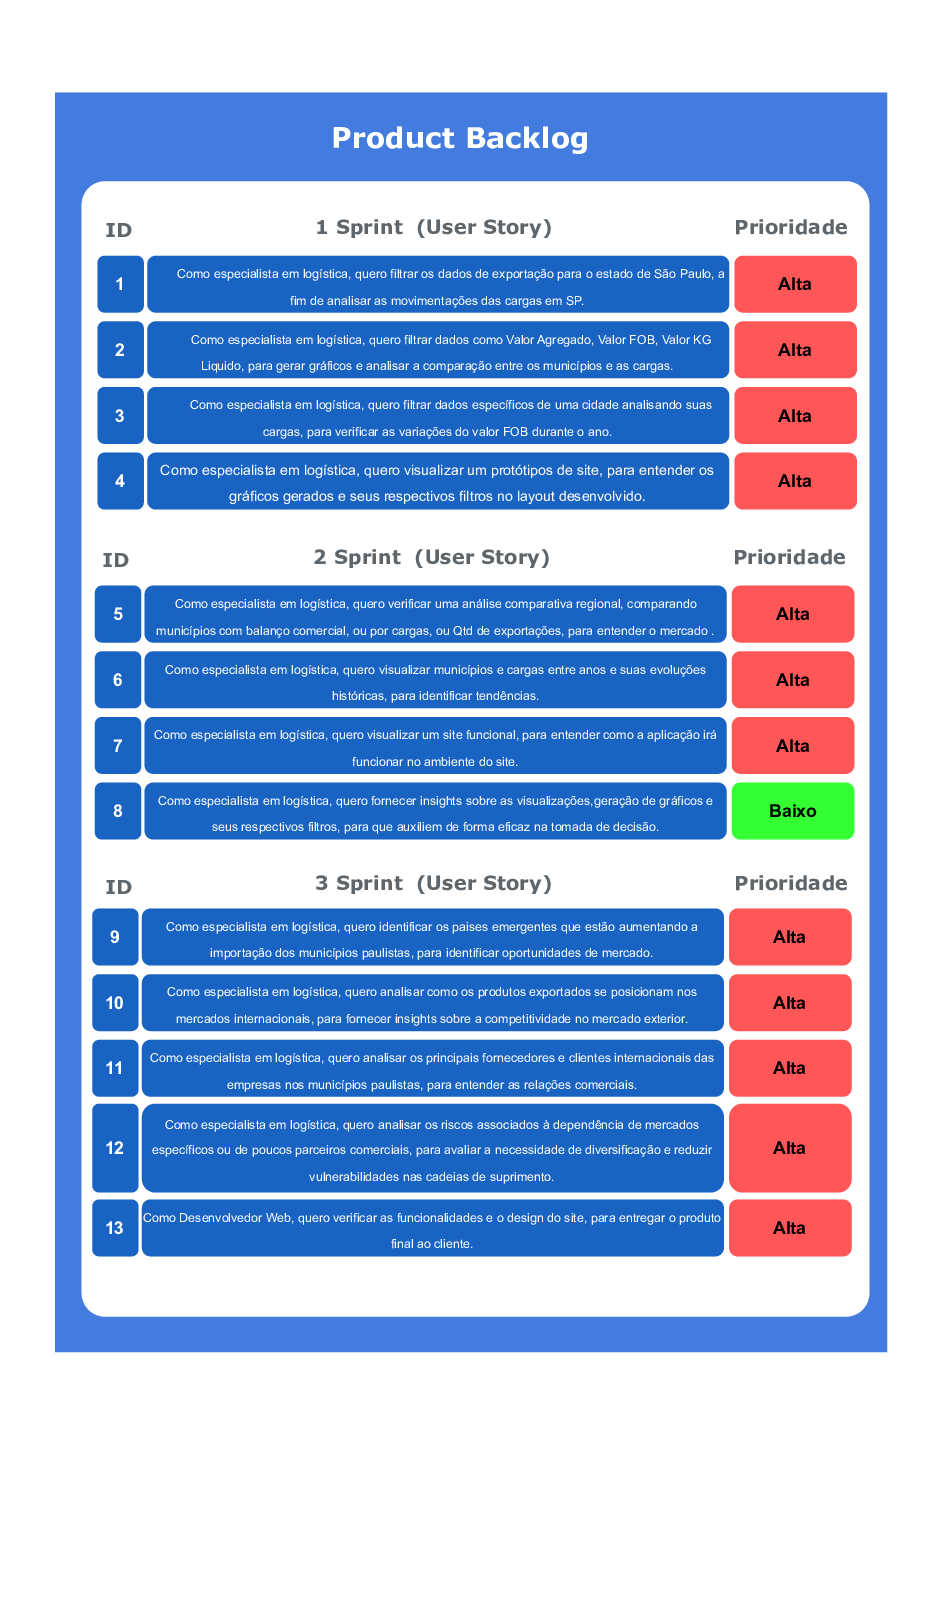 Product Backlog
ID 1 Sprint (User Story) Prioridade
1 Como especialista em logística, quero filtrar os dados de exportação para o estado de São Paulo, a
fim de analisar as movimentações das cargas em SP. Alta
2 Como especialista em logística, quero filtrar dados como Valor Agregado, Valor FOB, Valor KG
Liquido, para gerar gráficos e analisar a comparação entre os municípios e as cargas. Alta
3 Como especialista em logística, quero filtrar dados específicos de uma cidade analisando suas
cargas, para verificar as variações do valor FOB durante o ano. Alta
4 Como especialista em logística, quero visualizar um protótipos de site, para entender os
gráficos gerados e seus respectivos filtros no layout desenvolvido. Alta
ID 2 Sprint (User Story) Prioridade
5 Como especialista em logística, quero verificar uma análise comparativa regional, comparando
municípios com balanço comercial, ou por cargas, ou Qtd de exportações, para entender o mercado . Alta
6 Como especialista em logística, quero visualizar municípios e cargas entre anos e suas evoluções
históricas, para identificar tendências. Alta
7 Como especialista em logística, quero visualizar um site funcional, para entender como a aplicação irá
funcionar no ambiente do site. Alta
8 Como especialista em logística, quero fornecer insights sobre as visualizações,geração de gráficos e
seus respectivos filtros, para que auxiliem de forma eficaz na tomada de decisão. Baixo
ID 3 Sprint (User Story) Prioridade
9 Como especialista em logística, quero identificar os paises emergentes que estão aumentando a
importação dos municípios paulistas, para identificar oportunidades de mercado. Alta
10 Como especialista em logística, quero analisar como os produtos exportados se posicionam nos
mercados internacionais, para fornecer insights sobre a competitividade no mercado exterior. Alta
11 Como especialista em logística, quero analisar os principais fornecedores e clientes internacionais das
empresas nos municípios paulistas, para entender as relações comerciais. Alta
12 Como especialista em logística, quero analisar os riscos associados à dependência de mercados
específicos ou de poucos parceiros comerciais, para avaliar a necessidade de diversificação e reduzir
vulnerabilidades nas cadeias de suprimento. Alta
13 Como Desenvolvedor Web, quero verificar as funcionalidades e o design do site, para entregar o produto
final ao cliente. Alta